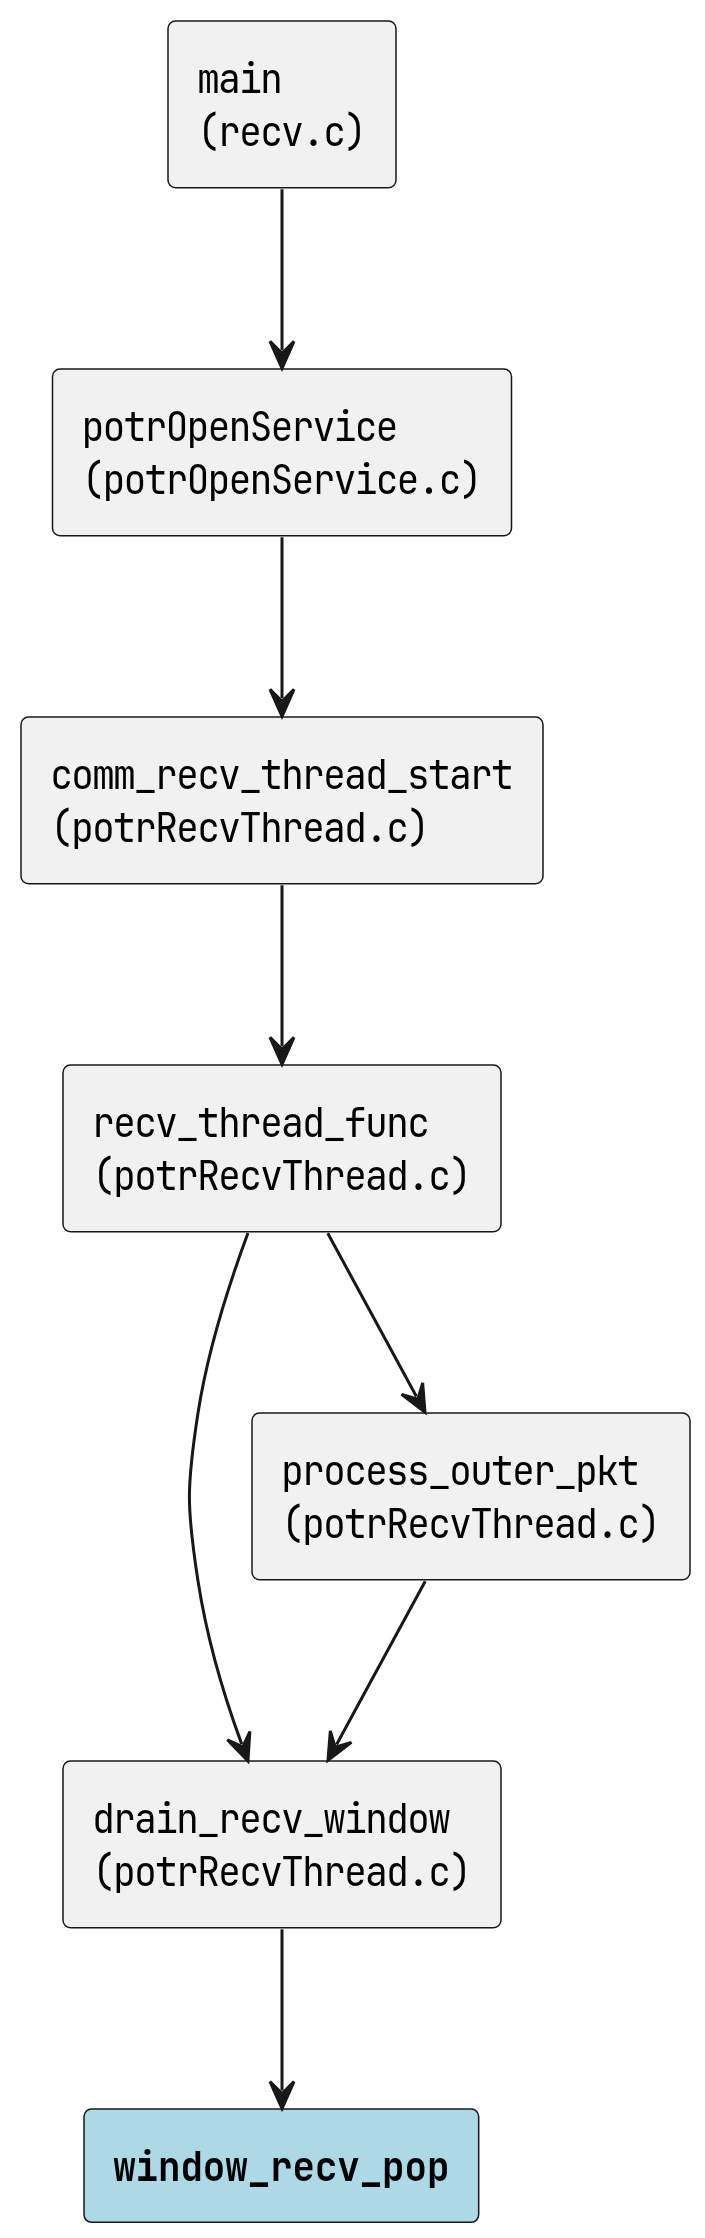 main
(recv.c)
potrOpenService
(potrOpenService.c)
comm_recv_thread_start
(potrRecvThread.c)
recv_thread_func
(potrRecvThread.c)
process_outer_pkt
(potrRecvThread.c)
drain_recv_window
(potrRecvThread.c)
window_recv_pop